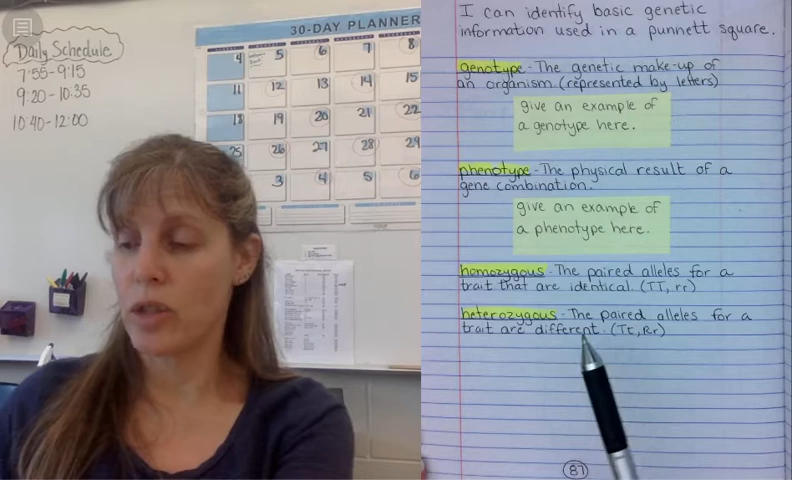 Daily Schedule
7:55-9:15
9:20-10:35
10:40-12:00
30-DAY PLANNER
4 5 6 7 8
11 12 13 14 15
18 19 20 21 22
25 26 27 28 29
3 4 5 6
I can identify basic genetic
information used in a punnett square.
genotype - The genetic make-up of
an organism. (represented by letters)
give an example of
a genotype here.
phenotype - The physical result of a
gene combination.
give an example of
a phenotype here.
homozygous - The paired alleles for a
trait that are identical. (TT, rr)
heterozygous - The paired alleles for a
trait are different. (Tt, Rr)
87